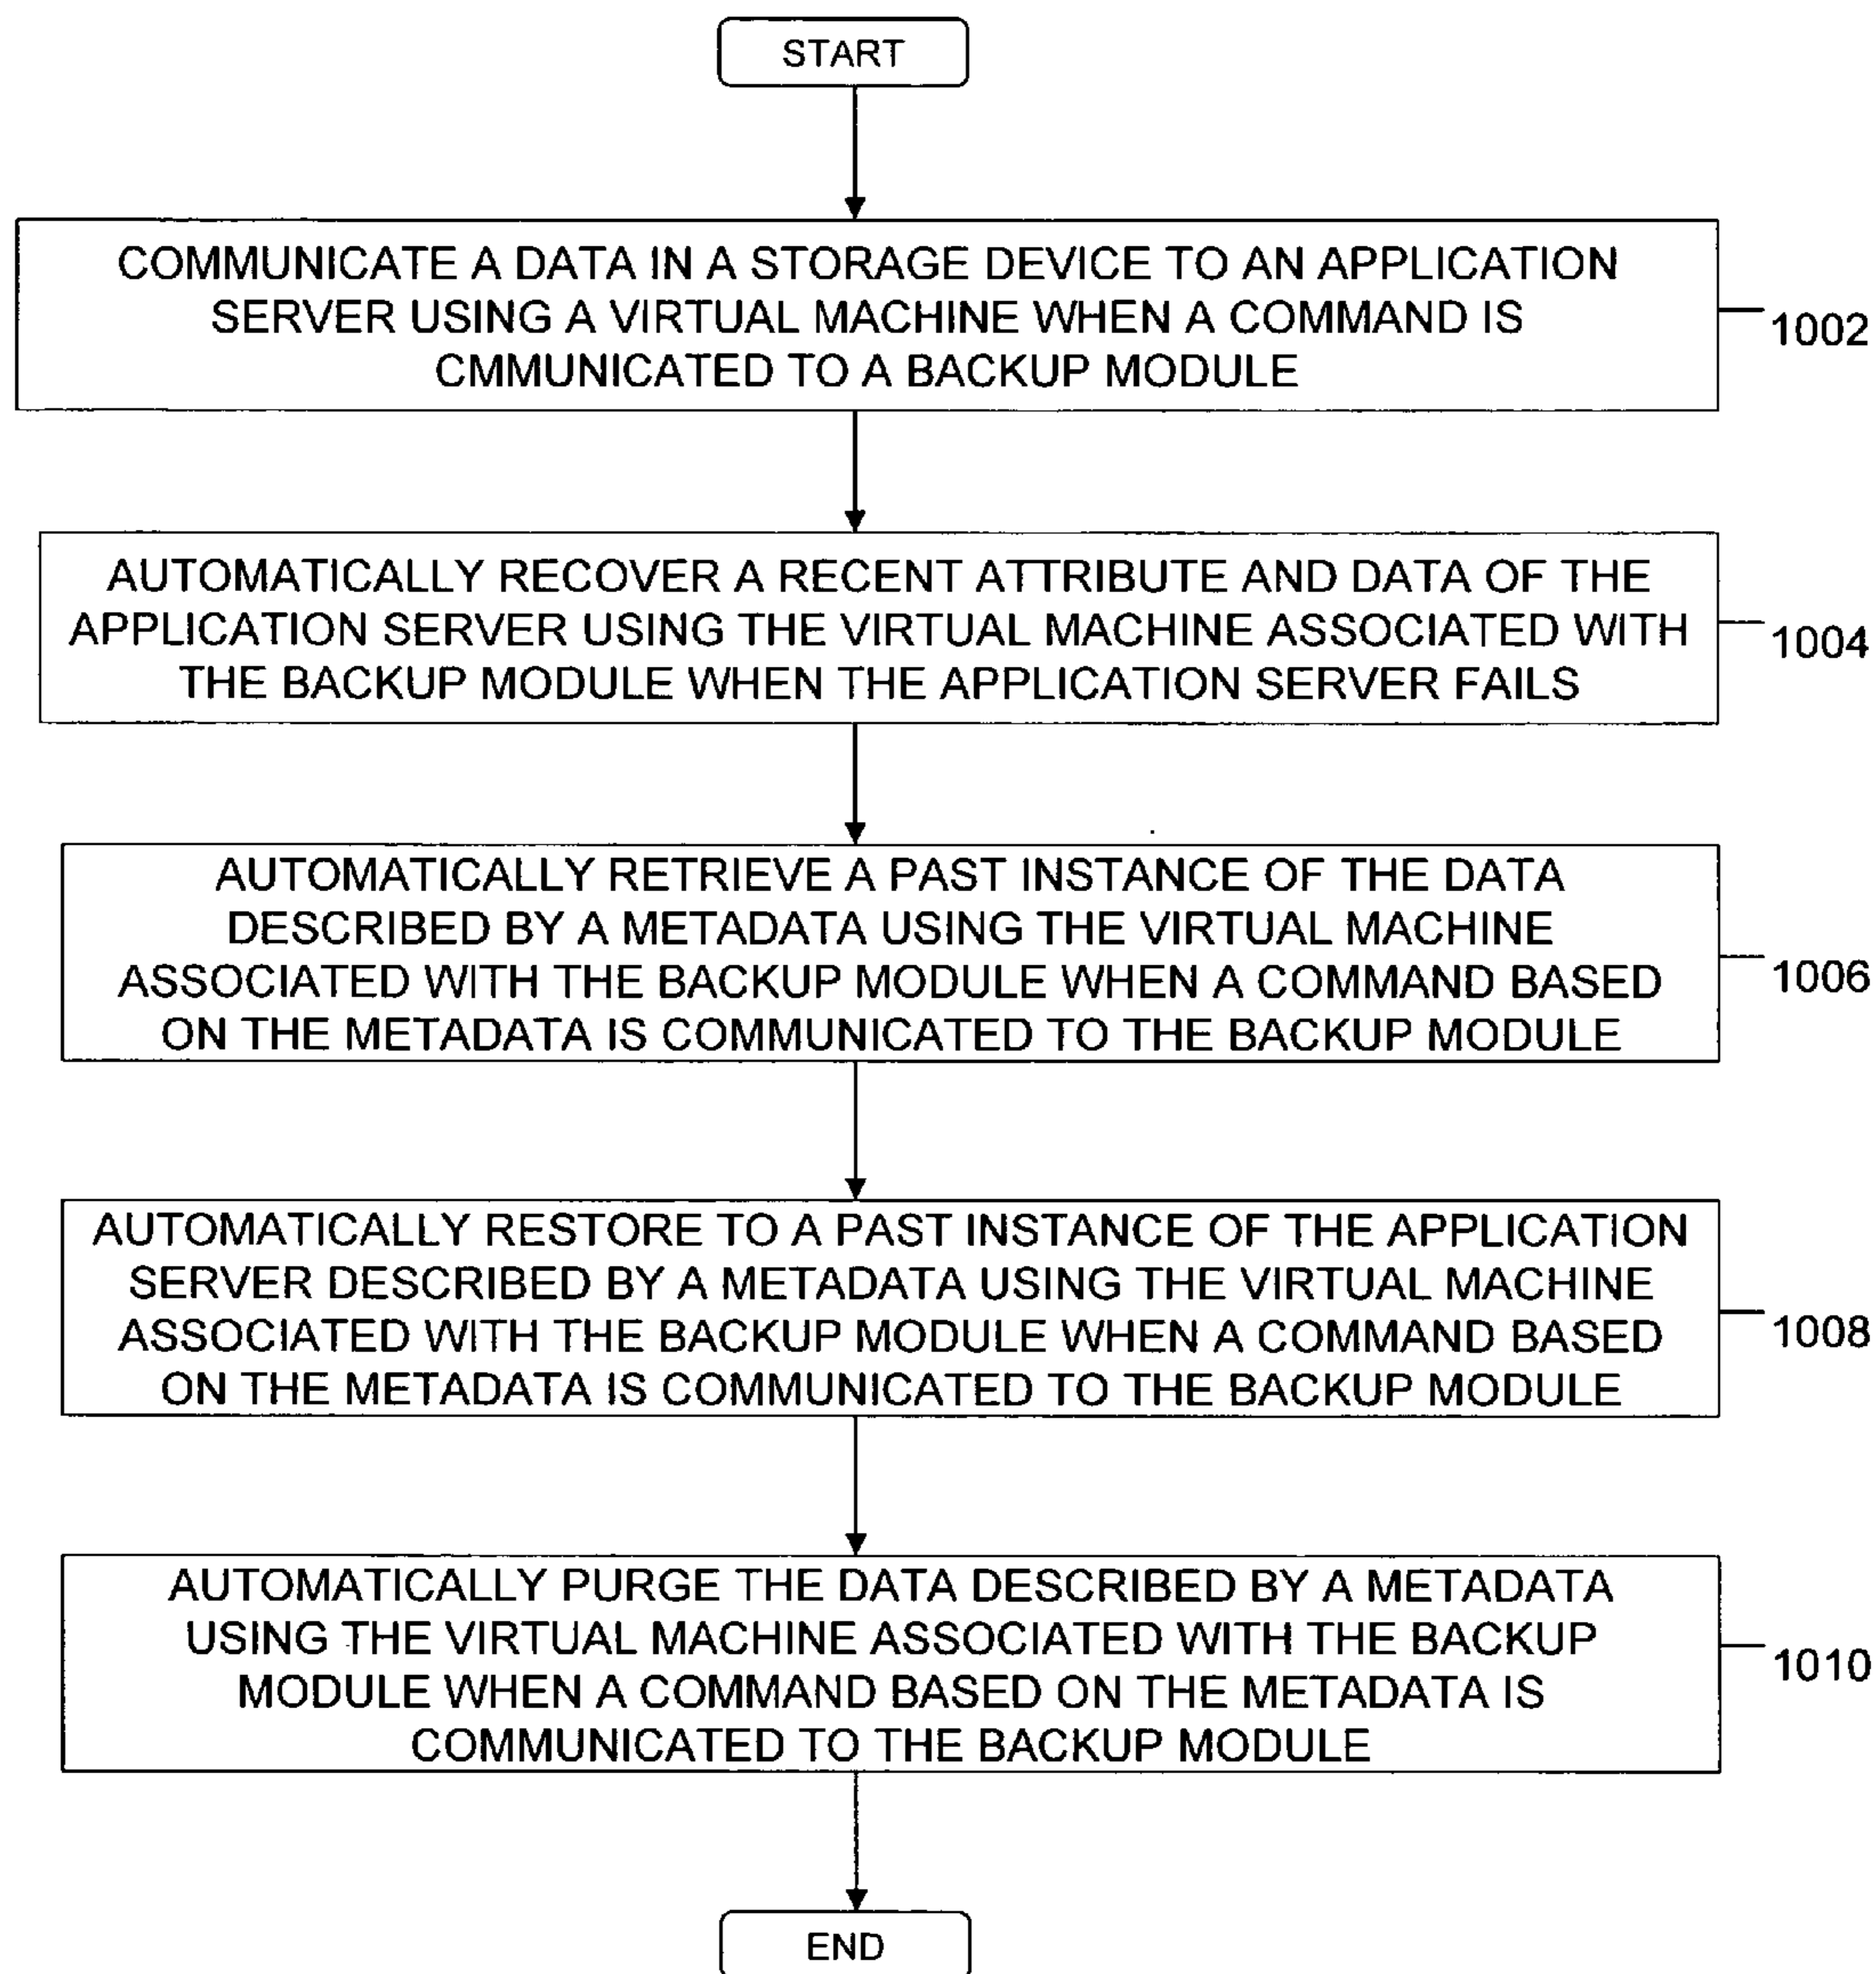 START
COMMUNICATE A DATA IN A STORAGE DEVICE TO AN APPLICATION
SERVER USING A VIRTUAL MACHINE WHEN A COMMAND IS
CMMUNICATED TO A BACKUP MODULE
1002
AUTOMATICALLY RECOVER A RECENT ATTRIBUTE AND DATA OF THE
APPLICATION SERVER USING THE VIRTUAL MACHINE ASSOCIATED WITH
THE BACKUP MODULE WHEN THE APPLICATION SERVER FAILS
1004
AUTOMATICALLY RETRIEVE A PAST INSTANCE OF THE DATA
DESCRIBED BY A METADATA USING THE VIRTUAL MACHINE
ASSOCIATED WITH THE BACKUP MODULE WHEN A COMMAND BASED
ON THE METADATA IS COMMUNICATED TO THE BACKUP MODULE
1006
AUTOMATICALLY RESTORE TO A PAST INSTANCE OF THE APPLICATION
SERVER DESCRIBED BY A METADATA USING THE VIRTUAL MACHINE
ASSOCIATED WITH THE BACKUP MODULE WHEN A COMMAND BASED
ON THE METADATA IS COMMUNICATED TO THE BACKUP MODULE
1008
AUTOMATICALLY PURGE THE DATA DESCRIBED BY A METADATA
USING THE VIRTUAL MACHINE ASSOCIATED WITH THE BACKUP
MODULE WHEN A COMMAND BASED ON THE METADATA IS
COMMUNICATED TO THE BACKUP MODULE
1010
END